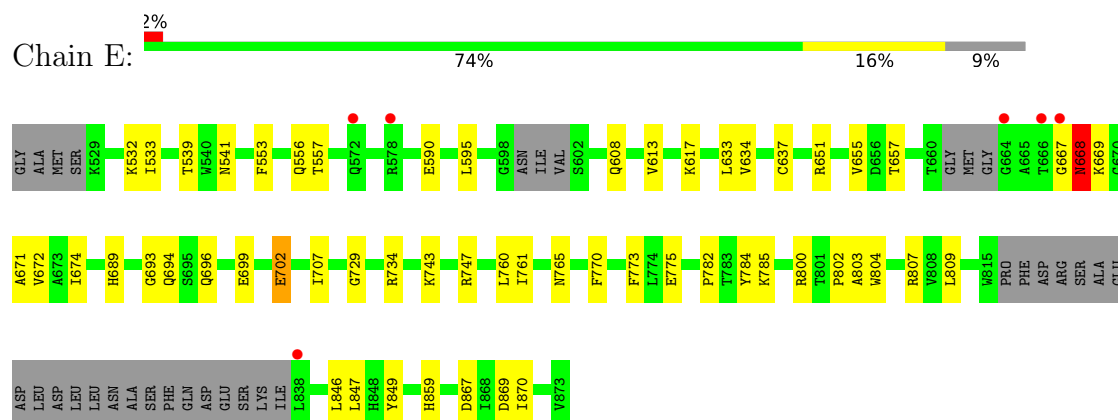 2%
Chain E:
74% 16% 9%
GLY ALA MET SER K529 K532 I533 T539 W540 N541 F553 Q556 T557 Q572 R578 E590 L595 G598 ASN ILE VAL S602 Q608 V613 K617 L633 V634 C637 R651 V655 D656 T657 T660 GLY MET GLY G664 A665 T666 G667 N668 K669 G670
A671 V672 A673 I674 H689 G693 Q694 S695 Q696 E699 E702 I707 G729 R734 K743 R747 L760 I761 N765 F770 F773 L774 E775 P782 T783 Y784 K785 R800 T801 P802 A803 W804 R807 V808 L809 W815 PRO PHE ASP ARG SER ALA GLU
ASP LEU ASP LEU LEU ASN ALA SER PHE GLN ASP GLU SER LYS ILE L838 L846 L847 H848 Y849 H859 D867 I868 D869 I870 V873